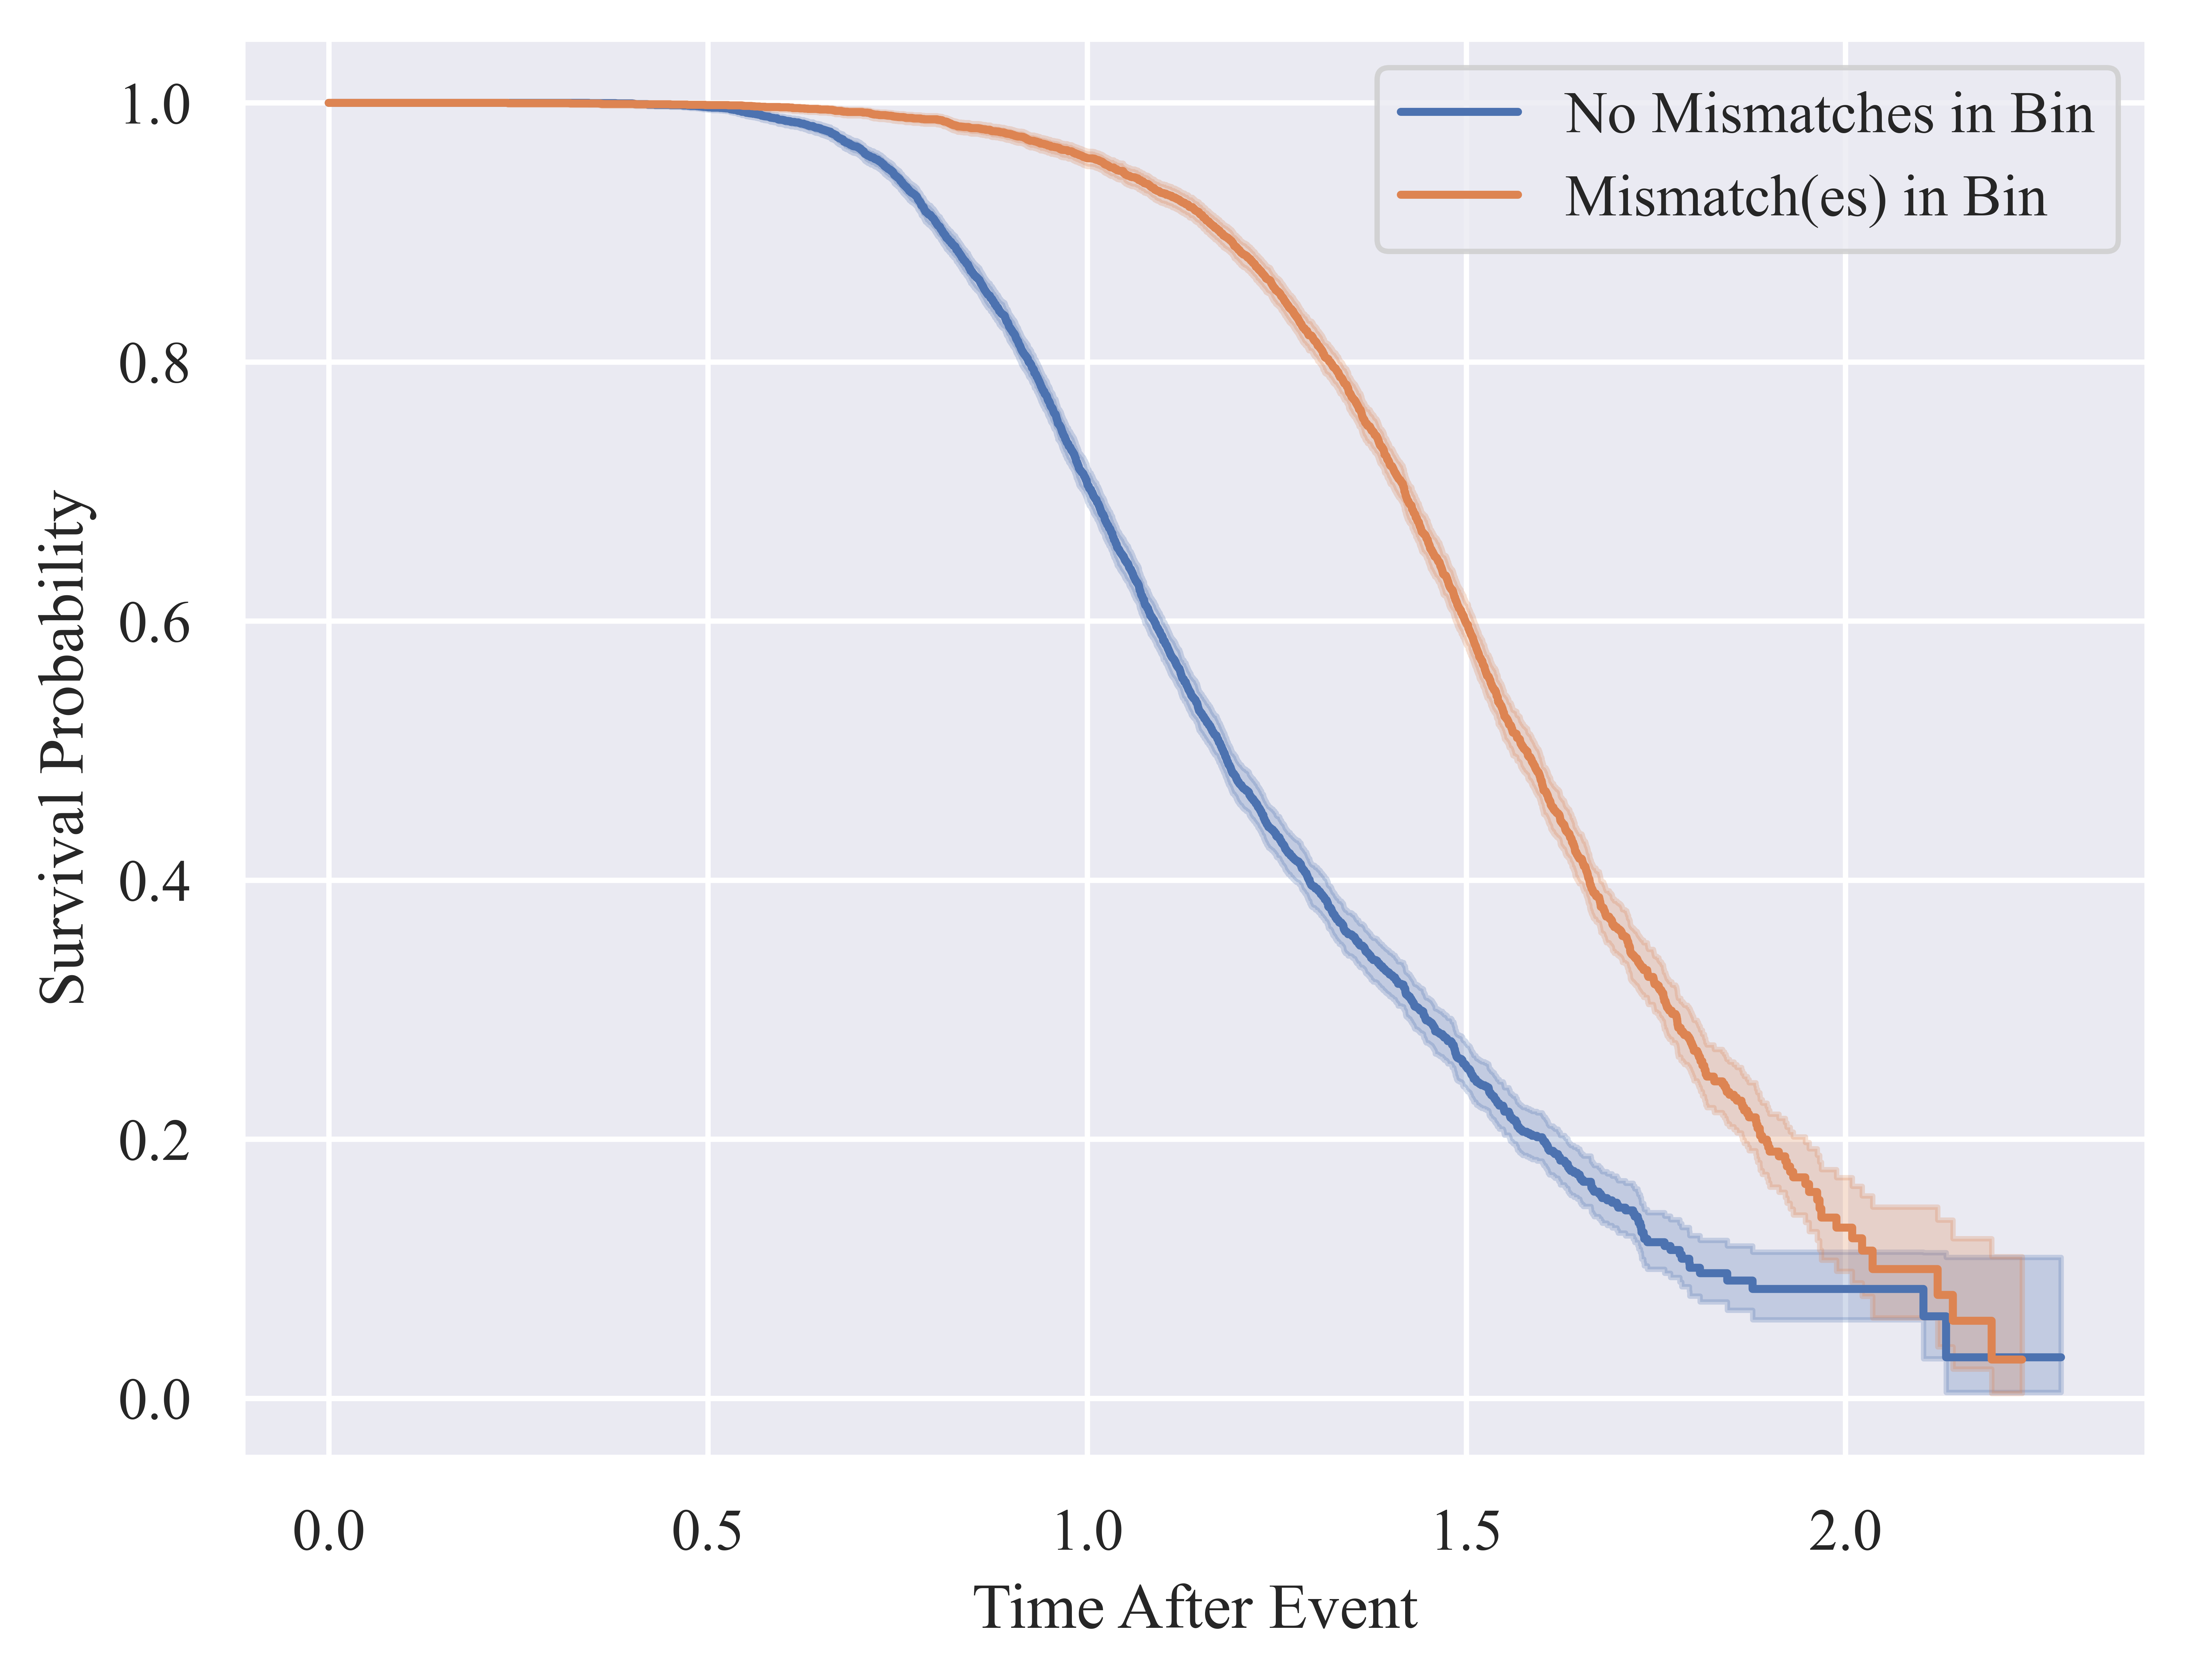 No Mismatches in Bin
Mismatch(es) in Bin
1.0
0.8
0.6
0.4
0.2
0.0
Survival Probability
0.0 0.5 1.0 1.5 2.0
Time After Event